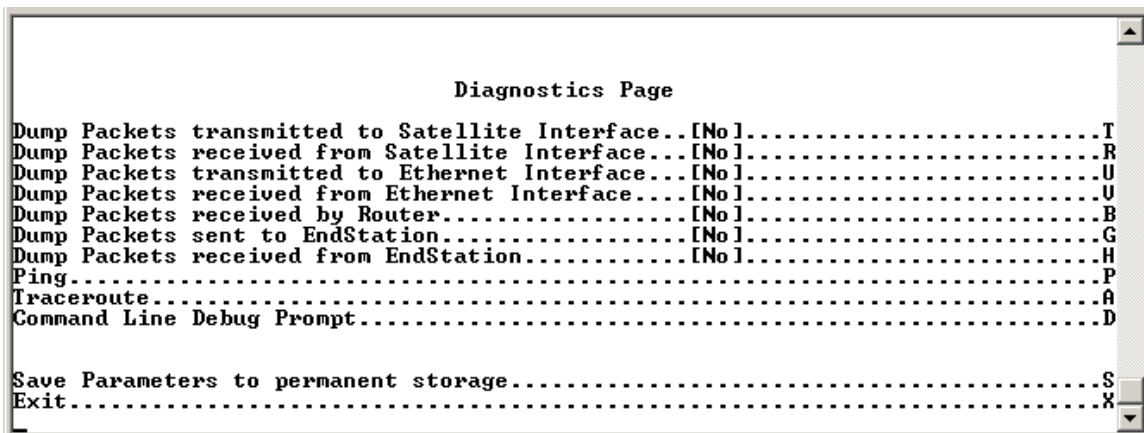 Diagnostics Page
Dump Packets transmitted to Satellite Interface..[No]...........................T
Dump Packets received from Satellite Interface...[No]...........................R
Dump Packets transmitted to Ethernet Interface...[No]...........................U
Dump Packets received from Ethernet Interface....[No]...........................V
Dump Packets received by Router..................[No]...........................B
Dump Packets sent to EndStation..................[No]...........................G
Dump Packets received from EndStation............[No]...........................H
Ping............................................................................P
Traceroute......................................................................A
Command Line Debug Prompt.......................................................D
Save Parameters to permanent storage............................................S
Exit............................................................................X